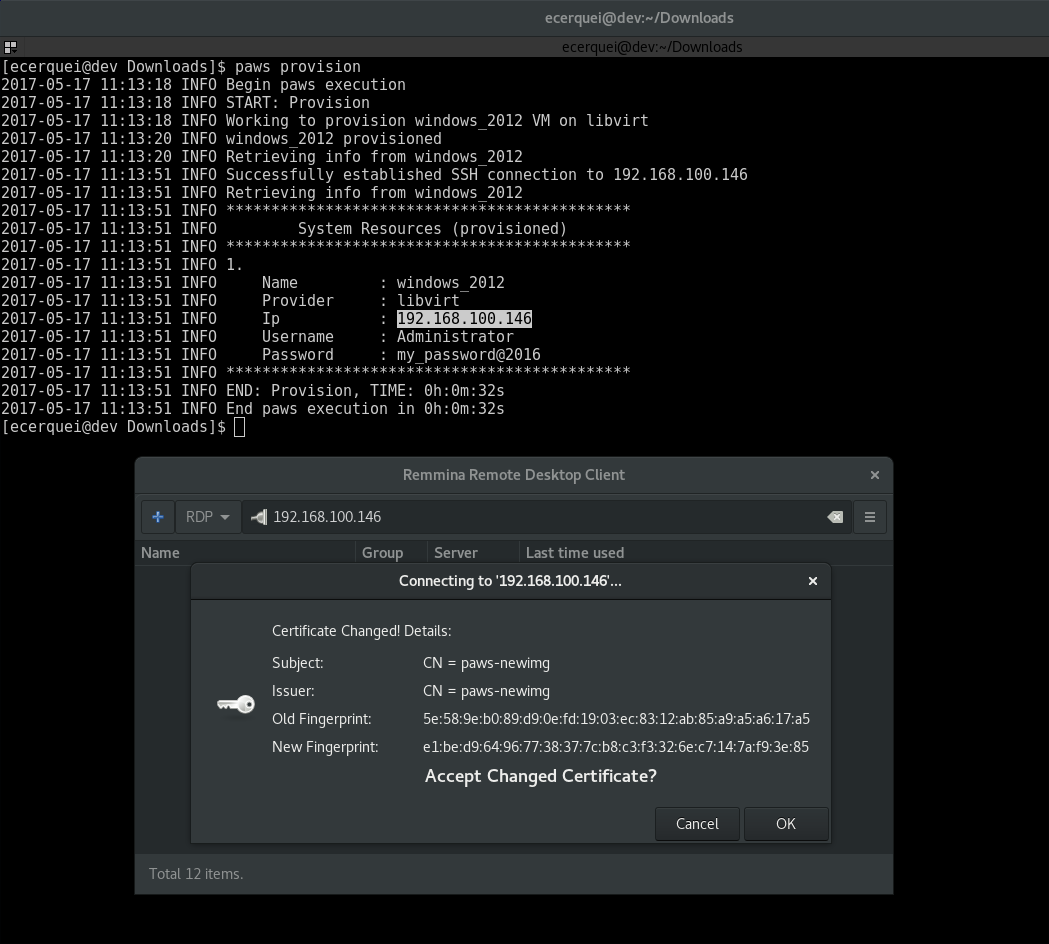 ecerquei@dev:~/Downloads
ecerquei@dev:~/Downloads
[ecerquei@dev Downloads]$ paws provision
2017-05-17 11:13:18 INFO Begin paws execution
2017-05-17 11:13:18 INFO START: Provision
2017-05-17 11:13:18 INFO Working to provision windows_2012 VM on libvirt
2017-05-17 11:13:20 INFO windows_2012 provisioned
2017-05-17 11:13:20 INFO Retrieving info from windows_2012
2017-05-17 11:13:51 INFO Successfully established SSH connection to 192.168.100.146
2017-05-17 11:13:51 INFO Retrieving info from windows_2012
2017-05-17 11:13:51 INFO *********************************************
2017-05-17 11:13:51 INFO         System Resources (provisioned)
2017-05-17 11:13:51 INFO *********************************************
2017-05-17 11:13:51 INFO 1.
2017-05-17 11:13:51 INFO     Name         : windows_2012
2017-05-17 11:13:51 INFO     Provider     : libvirt
2017-05-17 11:13:51 INFO     Ip           : 192.168.100.146
2017-05-17 11:13:51 INFO     Username     : Administrator
2017-05-17 11:13:51 INFO     Password     : my_password@2016
2017-05-17 11:13:51 INFO *********************************************
2017-05-17 11:13:51 INFO END: Provision, TIME: 0h:0m:32s
2017-05-17 11:13:51 INFO End paws execution in 0h:0m:32s
[ecerquei@dev Downloads]$
Remmina Remote Desktop Client
RDP 192.168.100.146
Name Group Server Last time used
Connecting to '192.168.100.146'...
Certificate Changed! Details:
Subject: CN = paws-newimg
Issuer: CN = paws-newimg
Old Fingerprint: 5e:58:9e:b0:89:d9:0e:fd:19:03:ec:83:12:ab:85:a9:a5:a6:17:a5
New Fingerprint: e1:be:d9:64:96:77:38:37:7c:b8:c3:f3:32:6e:c7:14:7a:f9:3e:85
Accept Changed Certificate?
Cancel OK
Total 12 items.